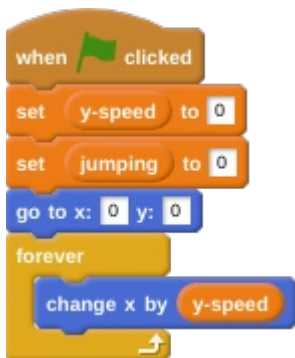 when clicked
set y-speed to 0
set jumping to 0
go to x: 0 y: 0
forever
change x by y-speed